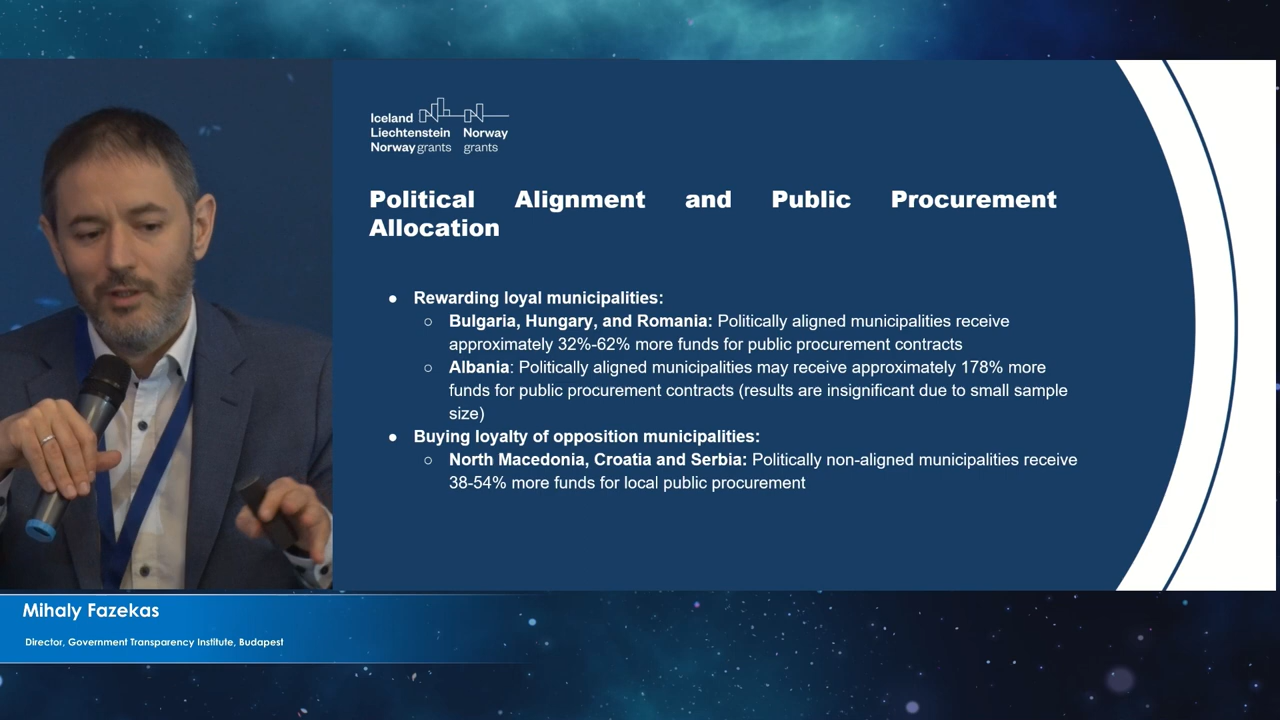 Iceland
Liechtenstein Norway
Norway grants grants
Political Alignment and Public Procurement
Allocation
● Rewarding loyal municipalities:
○ Bulgaria, Hungary, and Romania: Politically aligned municipalities receive
approximately 32%-62% more funds for public procurement contracts
○ Albania: Politically aligned municipalities may receive approximately 178% more
funds for public procurement contracts (results are insignificant due to small sample
size)
● Buying loyalty of opposition municipalities:
○ North Macedonia, Croatia and Serbia: Politically non-aligned municipalities receive
38-54% more funds for local public procurement
Mihaly Fazekas
Director, Government Transparency Institute, Budapest